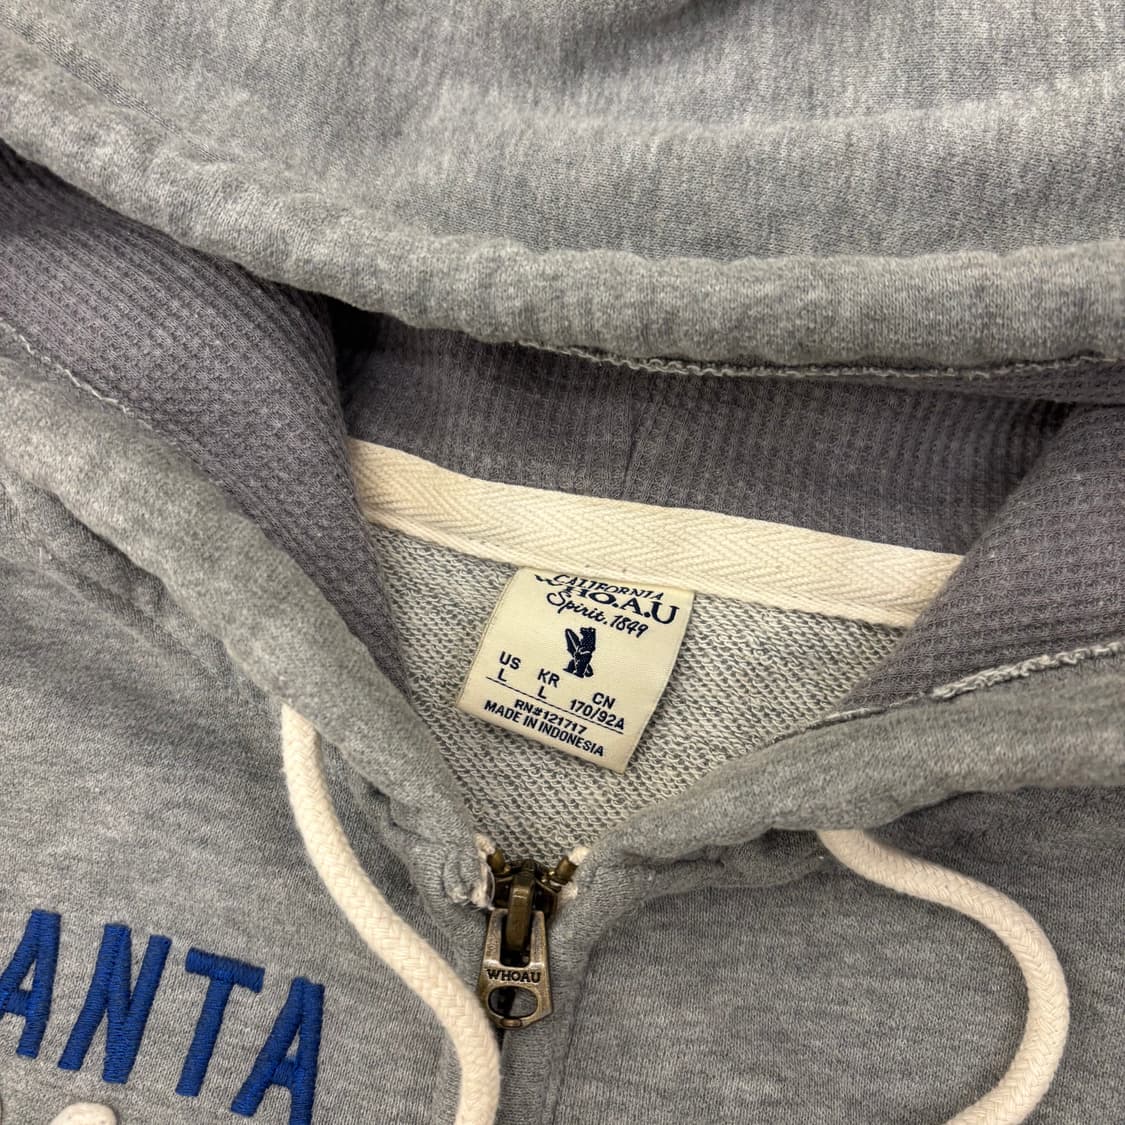 CALIFORNIA
WHO.A.U
Spirit.1849
US KR CN
L L 170/92A
RN#121717
MADE IN INDONESIA
WHOAU
ANTA